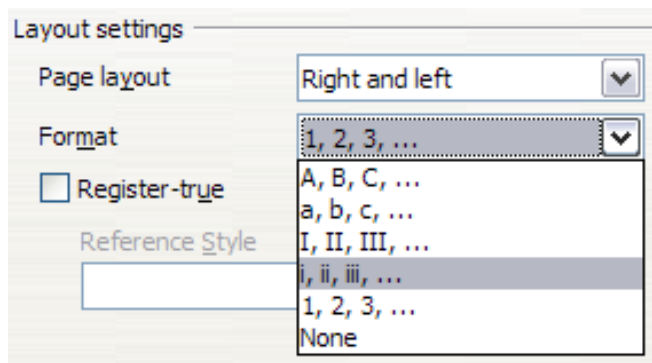 Layout settings
Page layout
Right and left
Format
1, 2, 3, ...
Register-true
A, B, C, ...
a, b, c, ...
Reference Style
I, II, III, ...
i, ii, iii, ...
1, 2, 3, ...
None